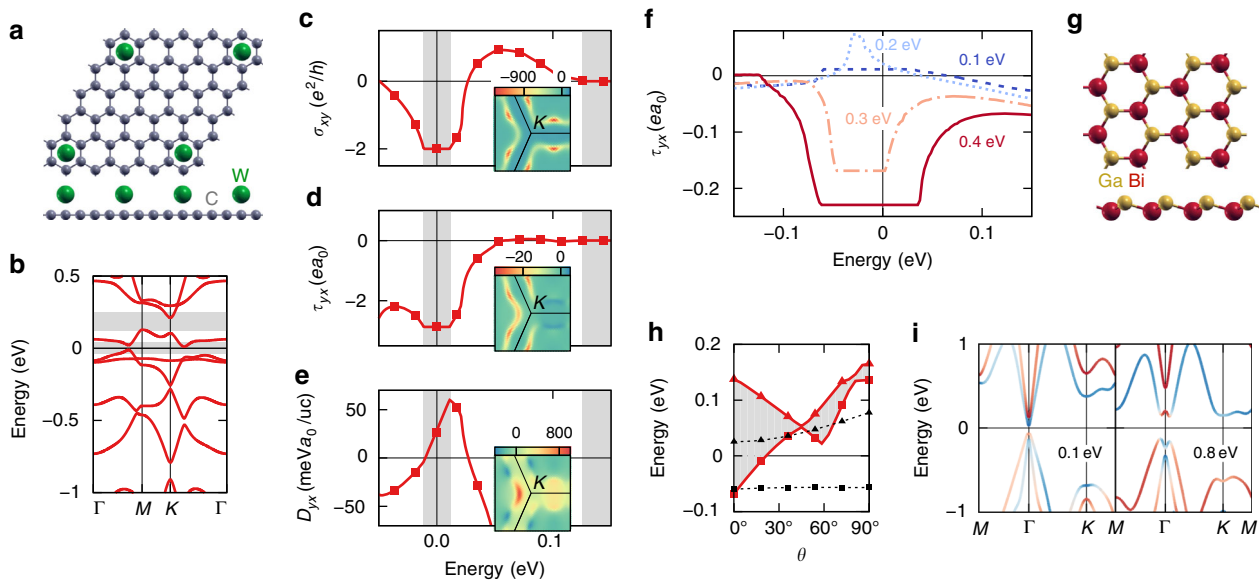 a
W
C
b
0.5
0
−0.5
−1
Energy (eV)
Γ
M
K
Γ
c
0
−2
σxy (e²/h)
−900
0
K
d
0
−2
τyx (ea₀)
−20
0
K
e
50
0
−50
Dyx (meVa₀/uc)
0
800
K
0.0
0.1
Energy (eV)
f
0
−0.1
−0.2
τyx (ea₀)
0.2 eV
0.1 eV
0.3 eV
0.4 eV
−0.1
0
0.1
Energy (eV)
g
Ga Bi
h
0.2
0.1
0
−0.1
Energy (eV)
0°
30°
60°
90°
θ
i
1
0
−1
Energy (eV)
0.1 eV
0.8 eV
M
Γ
K
M
Γ
K
M